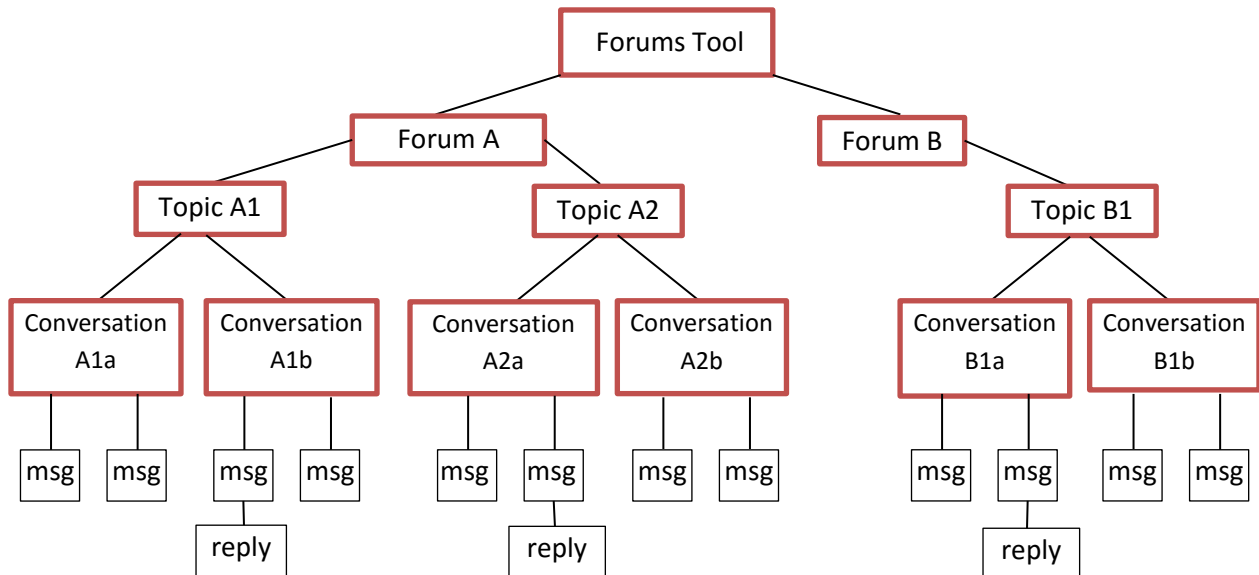 Forums Tool
Forum A
Forum B
Topic A1
Topic A2
Topic B1
Conversation
A1a
Conversation
A1b
Conversation
A2a
Conversation
A2b
Conversation
B1a
Conversation
B1b
msg
msg
msg
msg
msg
msg
msg
msg
msg
msg
msg
msg
reply
reply
reply